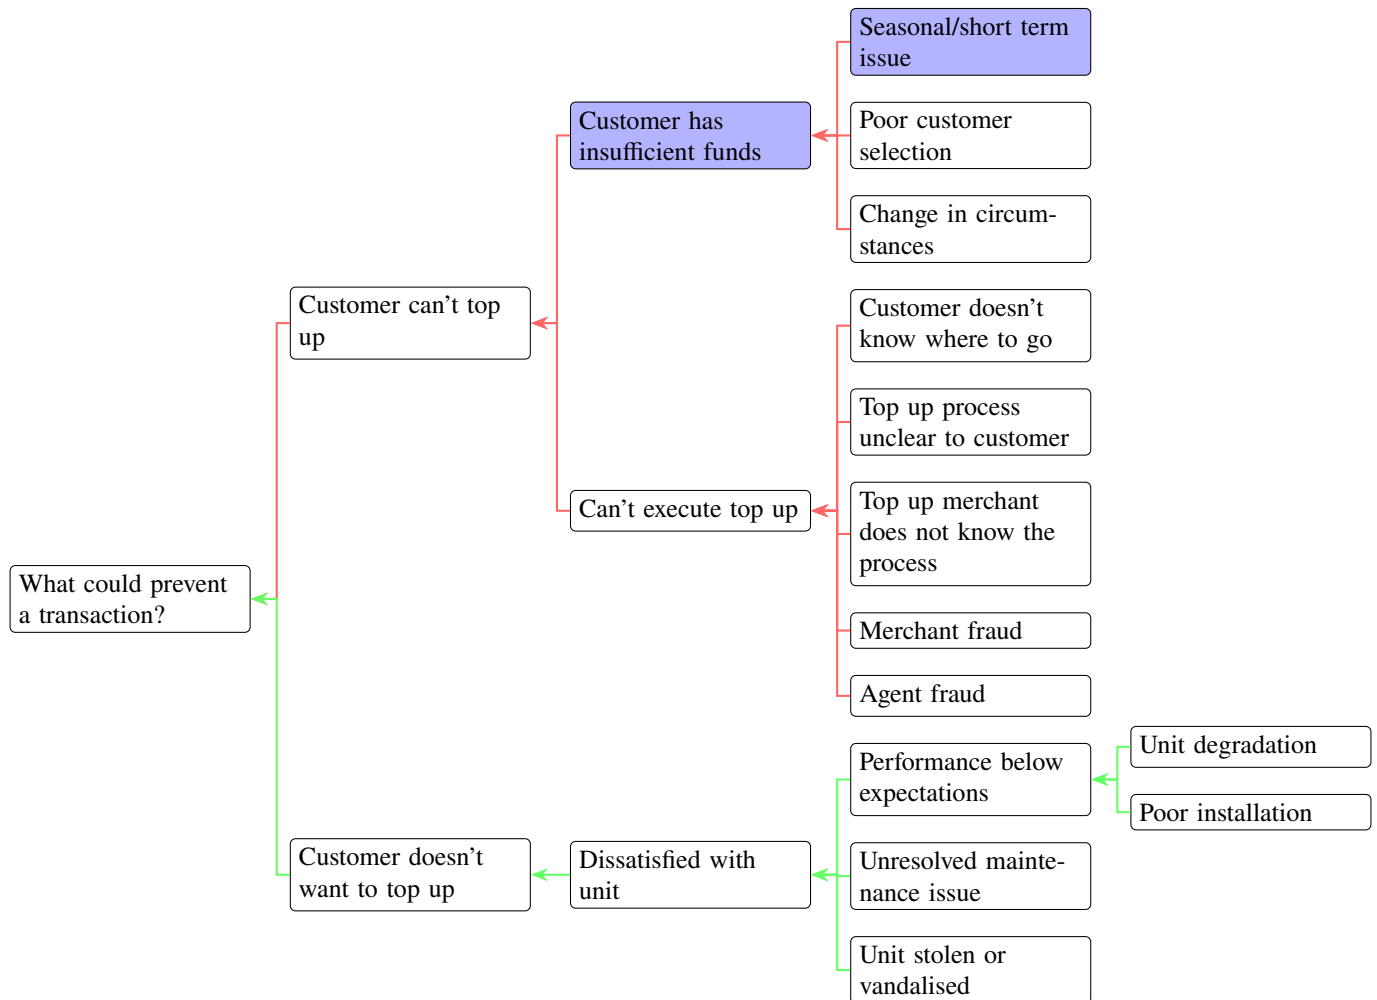 Seasonal/short term
issue
Customer has
insufficient funds
Poor customer
selection
Change in circum-
stances
Customer can't top
up
Customer doesn't
know where to go
Top up process
unclear to customer
Can't execute top up
Top up merchant
does not know the
process
What could prevent
a transaction?
Merchant fraud
Agent fraud
Performance below
expectations
Unit degradation
Poor installation
Customer doesn't
want to top up
Dissatisfied with
unit
Unresolved mainte-
nance issue
Unit stolen or
vandalised